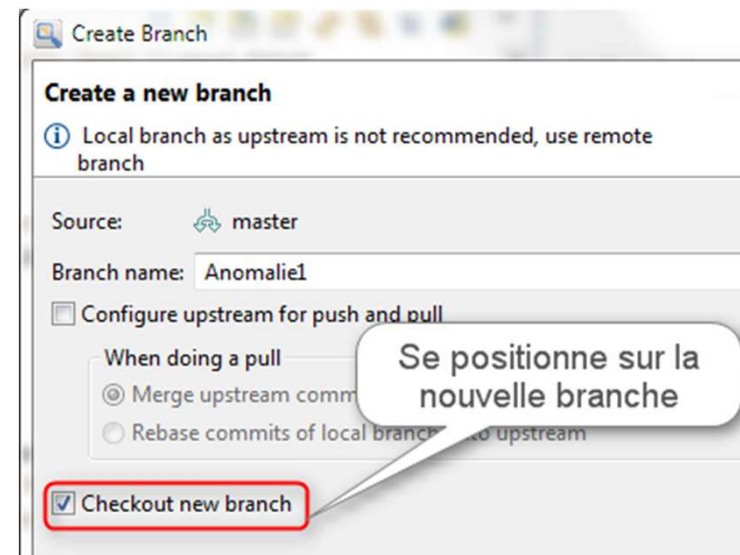 Create Branch
Create a new branch
Local branch as upstream is not recommended, use remote
branch
Source: master
Branch name: Anomalie1
Configure upstream for push and pull
When doing a pull
Se positionne sur la
nouvelle branche
Merge upstream
Rebase commits of local upstream
Checkout new branch